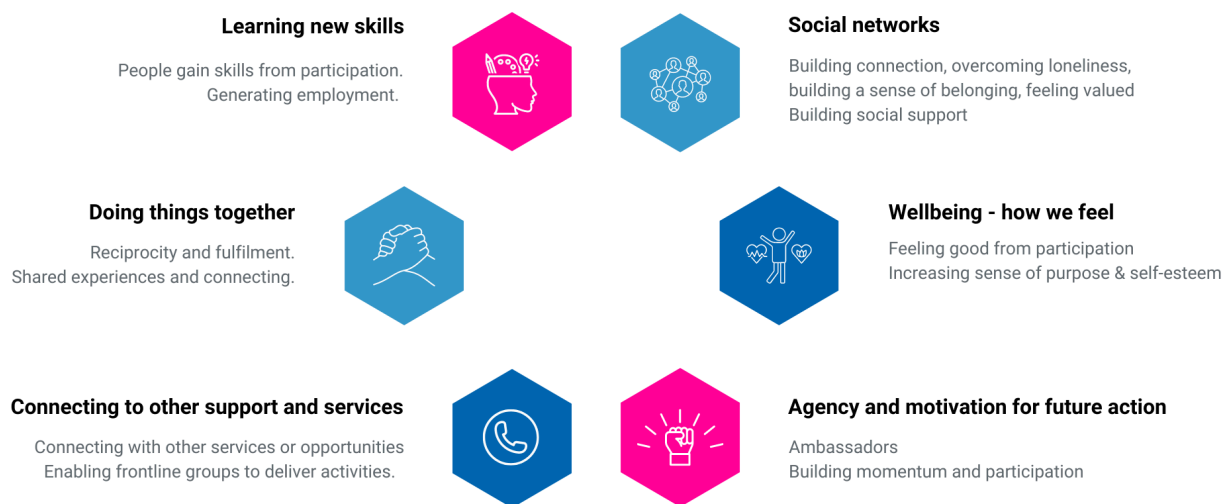 Learning new skills
People gain skills from participation.
Generating employment.
Social networks
Building connection, overcoming loneliness,
building a sense of belonging, feeling valued
Building social support
Doing things together
Reciprocity and fulfilment.
Shared experiences and connecting.
Wellbeing - how we feel
Feeling good from participation
Increasing sense of purpose & self-esteem
Connecting to other support and services
Connecting with other services or opportunities
Enabling frontline groups to deliver activities.
Agency and motivation for future action
Ambassadors
Building momentum and participation